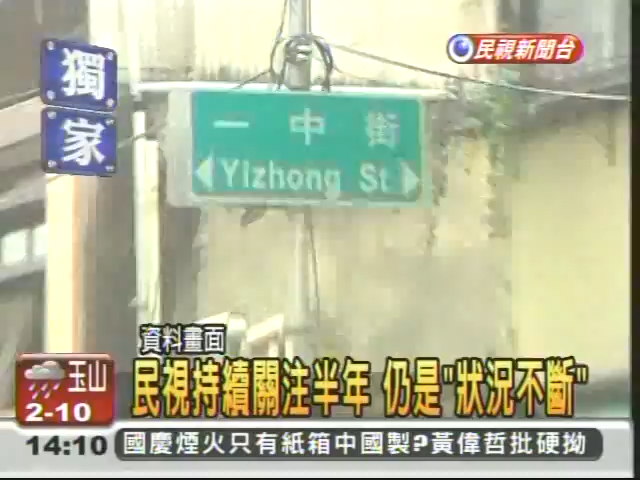 獨家
民視新聞台
一中街
Yizhong St
資料畫面
民視持續關注半年 仍是"狀況不斷"
玉山
2-10
14:10
國慶煙火只有紙箱中國製?黃偉哲批硬拗